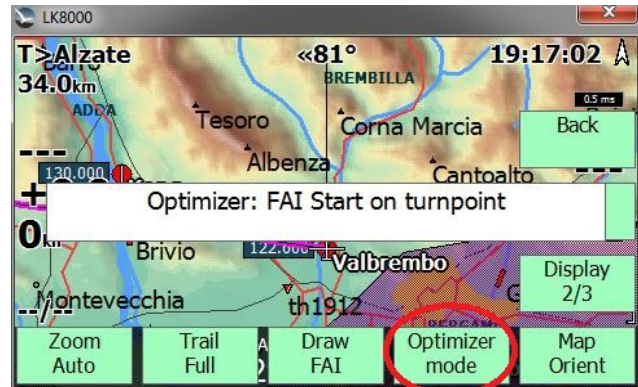 LK8000
T>Alzate
«81°
19:17:02
34.0km
BREMBILLA
ADDA
0.5 ms
Tesoro
Corna Marcia
Back
Albenza
Cantoalto
---
---
130.000
Optimizer: FAI Start on turnpoint
Brivio
122.600
Valbrembo
Display
2/3
Montevecchia
--/--
th1912
Zoom
Auto
Trail
Full
Draw
FAI
Optimizer
mode
Map
Orient